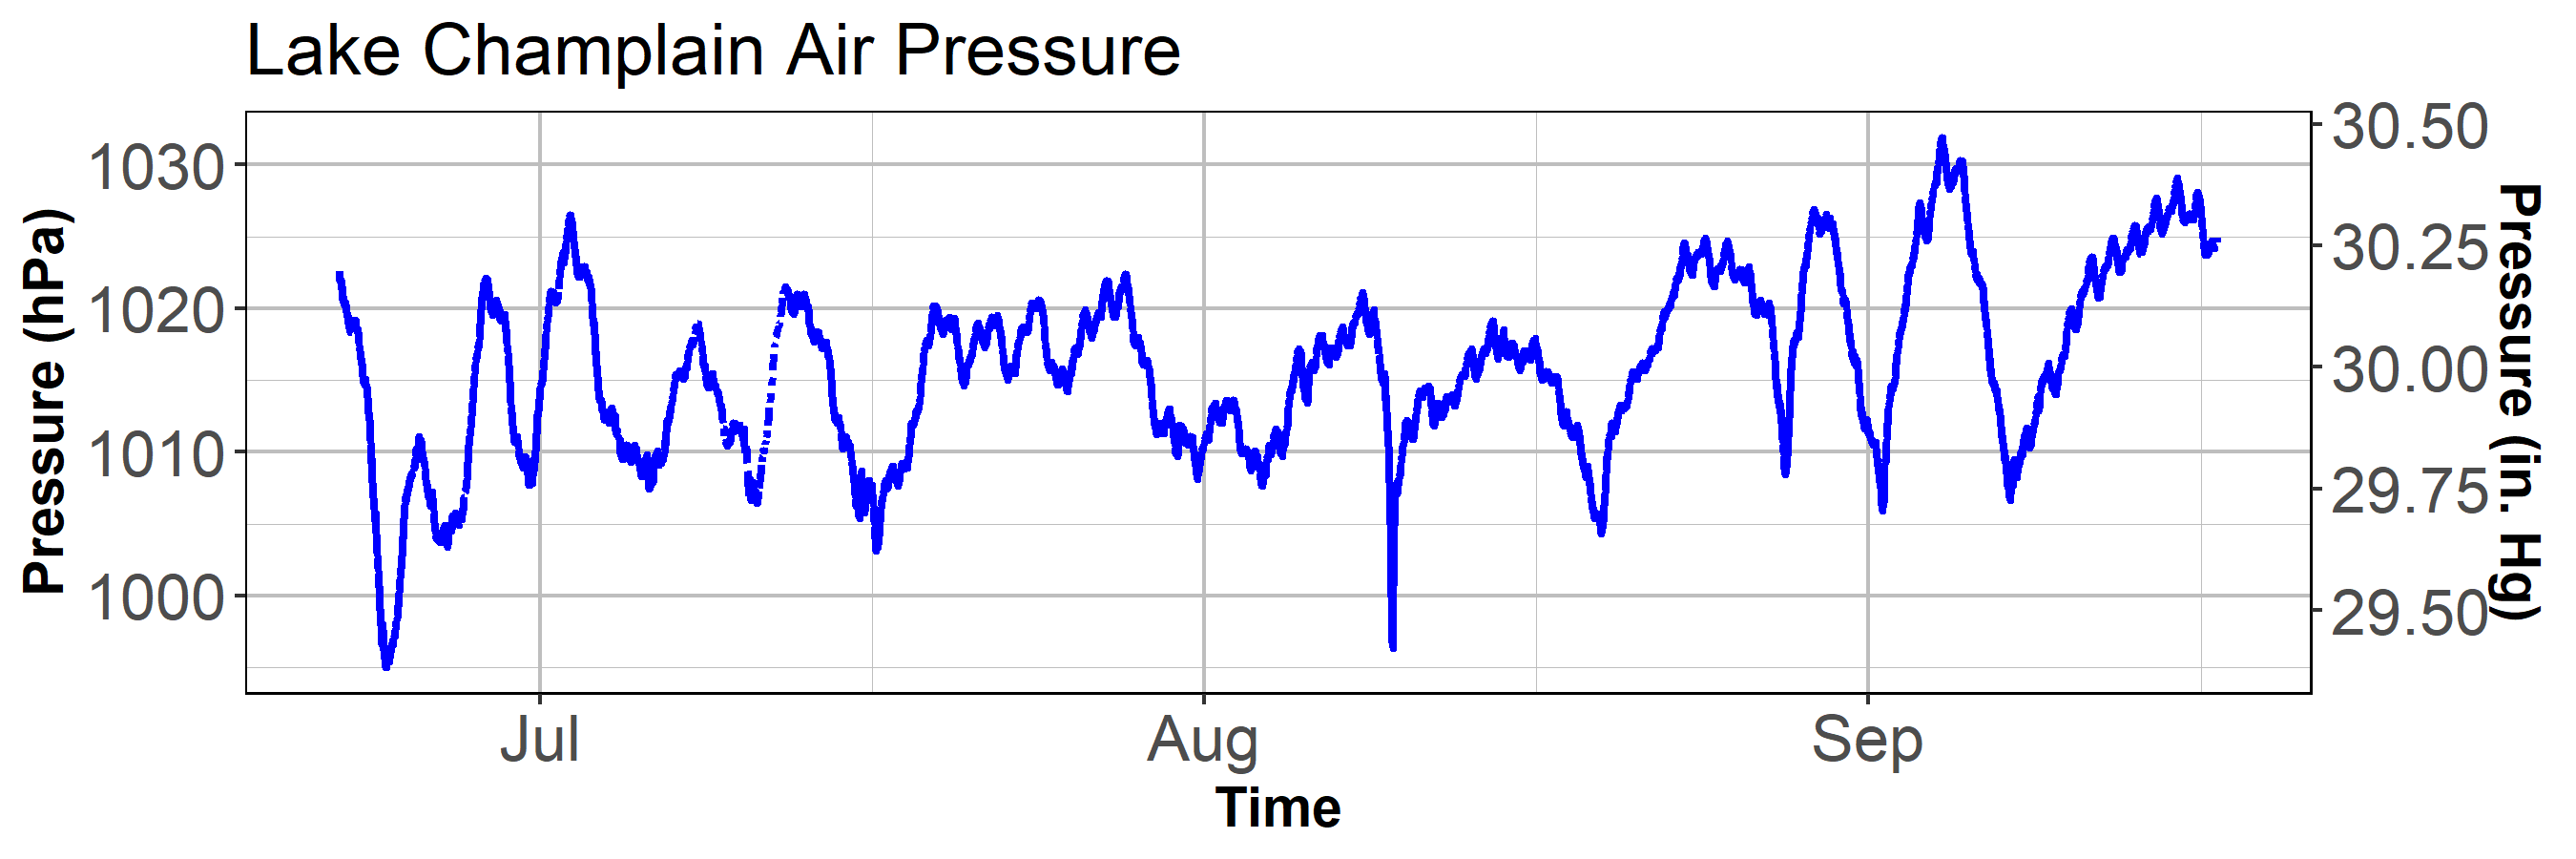 Lake Champlain Air Pressure
Pressure (hPa)
1030
1020
1010
1000
30.50
30.25
30.00
29.75
29.50
Pressure (in. Hg)
Jul
Aug
Sep
Time